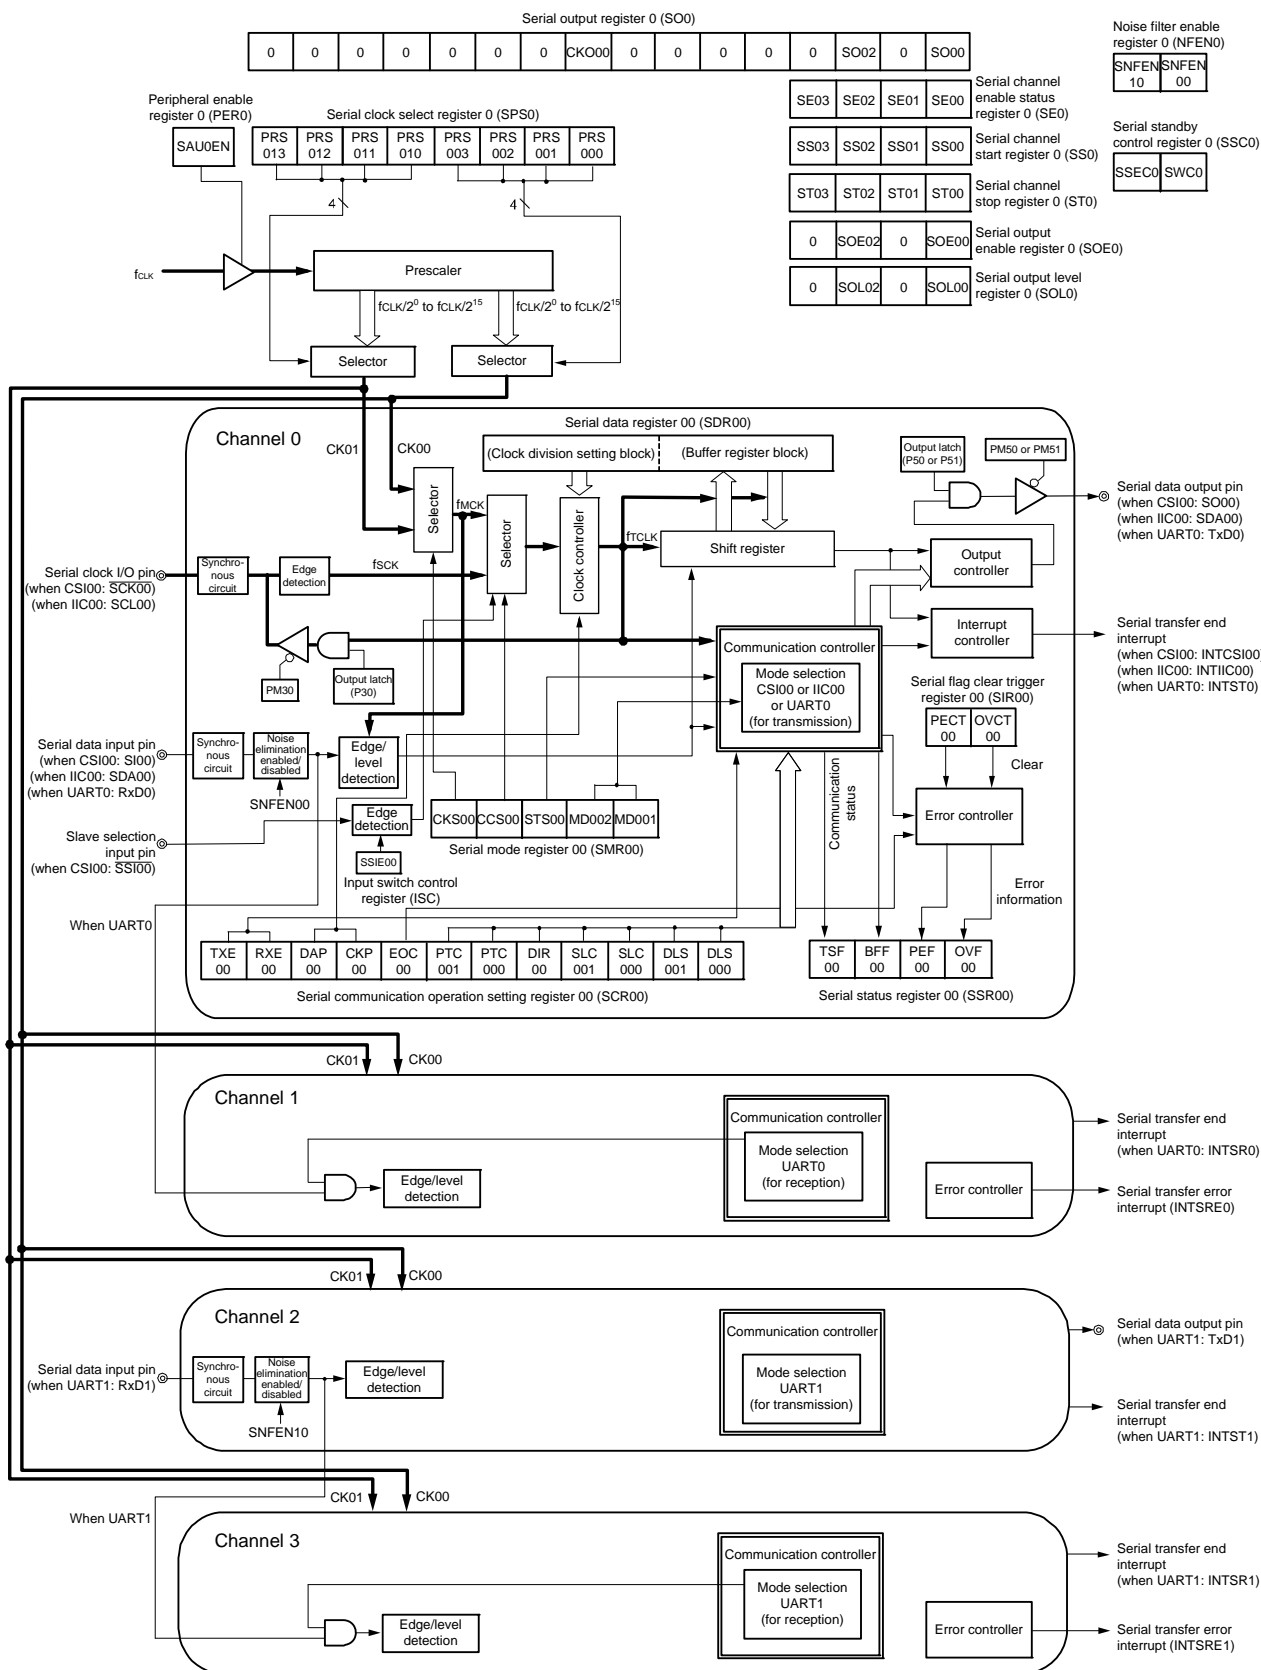 Serial output register 0 (SO0)
0 0 0 0 0 0 0 CKO00 0 0 0 0 0 SO02 0 SO00
Noise filter enable
register 0 (NFEN0)
SNFEN
10
SNFEN
00
Peripheral enable
register 0 (PER0)
SAU0EN
Serial clock select register 0 (SPS0)
PRS
013
PRS
012
PRS
011
PRS
010
PRS
003
PRS
002
PRS
001
PRS
000
4
4
SE03 SE02 SE01 SE00
Serial channel
enable status
register 0 (SE0)
SS03 SS02 SS01 SS00
Serial channel
start register 0 (SS0)
ST03 ST02 ST01 ST00
Serial channel
stop register 0 (ST0)
0 SOE02 0 SOE00
Serial output
enable register 0 (SOE0)
0 SOL02 0 SOL00
Serial output level
register 0 (SOL0)
Serial standby
control register 0 (SSC0)
SSEC0 SWC0
fCLK
Prescaler
fCLK/2⁰ to fCLK/2¹⁵
fCLK/2⁰ to fCLK/2¹⁵
Selector
Selector
Channel 0
CK01
CK00
Serial data register 00 (SDR00)
(Clock division setting block)
(Buffer register block)
Output latch
(P50 or P51)
PM50 or PM51
Serial data output pin
(when CSI00: SO00)
(when IIC00: SDA00)
(when UART0: TxD0)
Selector
fMCK
Selector
Clock controller
fTCLK
Shift register
Output
controller
Serial clock I/O pin
(when CSI00: SCK00)
(when IIC00: SCL00)
Synchro-
nous
circuit
Edge
detection
fSCK
Interrupt
controller
Serial transfer end
interrupt
(when CSI00: INTCSI00)
(when IIC00: INTIIC00)
(when UART0: INTST0)
PM30
Output latch
(P30)
Communication controller
Mode selection
CSI00 or IIC00
or UART0
(for transmission)
Serial flag clear trigger
register 00 (SIR00)
PECT
00
OVCT
00
Clear
Serial data input pin
(when CSI00: SI00)
(when IIC00: SDA00)
(when UART0: RxD0)
Synchro-
nous
circuit
Noise
elimination
enabled/
disabled
SNFEN00
Edge/
level
detection
Communication
status
Error controller
Slave selection
input pin
(when CSI00: SSI00)
Edge
detection
SSIE00
Input switch control
register (ISC)
CKS00 CCS00 STS00 MD002 MD001
Serial mode register 00 (SMR00)
Error
information
When UART0
TXE
00
RXE
00
DAP
00
CKP
00
EOC
00
PTC
001
PTC
000
DIR
00
SLC
001
SLC
000
DLS
001
DLS
000
Serial communication operation setting register 00 (SCR00)
TSF
00
BFF
00
PEF
00
OVF
00
Serial status register 00 (SSR00)
CK01
CK00
Channel 1
Communication controller
Mode selection
UART0
(for reception)
Edge/level
detection
Error controller
Serial transfer end
interrupt
(when UART0: INTSR0)
Serial transfer error
interrupt (INTSRE0)
CK01
CK00
Channel 2
Communication controller
Mode selection
UART1
(for transmission)
Serial data output pin
(when UART1: TxD1)
Serial data input pin
(when UART1: RxD1)
Synchro-
nous
circuit
Noise
elimination
enabled/
disabled
SNFEN10
Edge/level
detection
Serial transfer end
interrupt
(when UART1: INTST1)
CK01
CK00
When UART1
Channel 3
Communication controller
Mode selection
UART1
(for reception)
Edge/level
detection
Error controller
Serial transfer end
interrupt
(when UART1: INTSR1)
Serial transfer error
interrupt (INTSRE1)